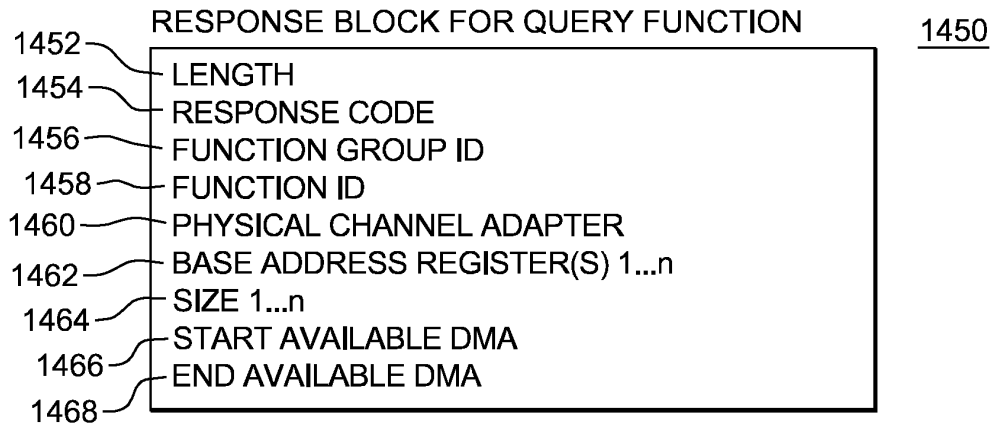 RESPONSE BLOCK FOR QUERY FUNCTION 1450
1452 LENGTH
1454 RESPONSE CODE
1456 FUNCTION GROUP ID
1458 FUNCTION ID
1460 PHYSICAL CHANNEL ADAPTER
1462 BASE ADDRESS REGISTER(S) 1...n
1464 SIZE 1...n
1466 START AVAILABLE DMA
1468 END AVAILABLE DMA